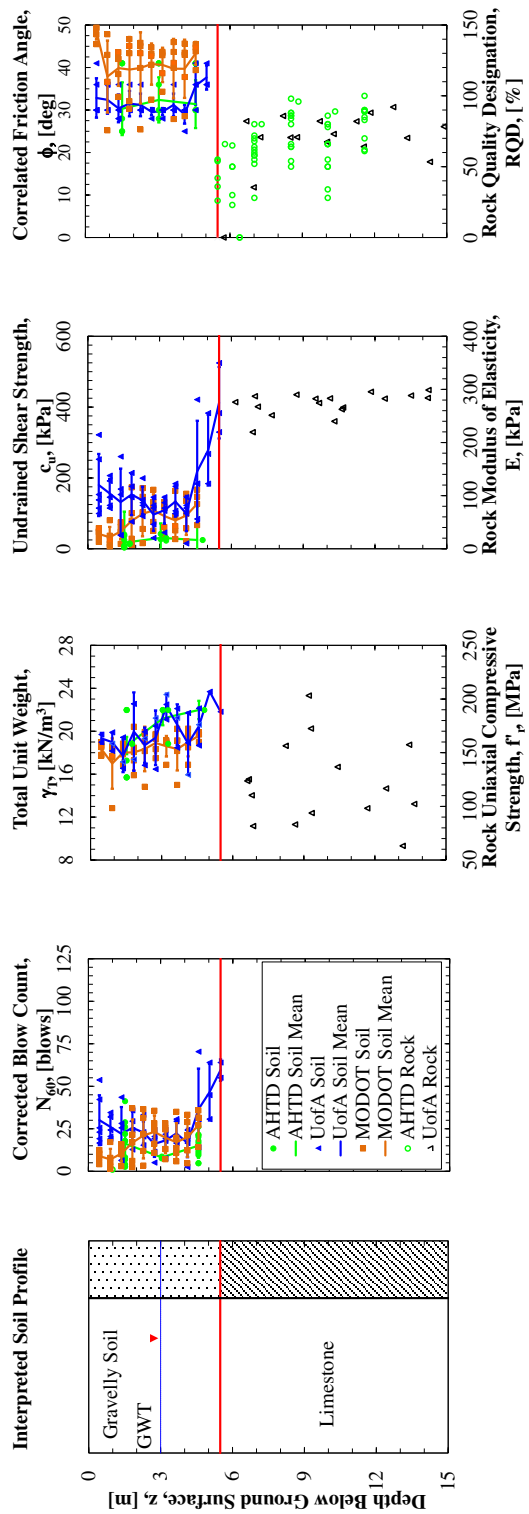 Interpreted Soil Profile
Depth Below Ground Surface, z, [m]
0
3
6
9
12
15
Gravelly Soil
GWT
Limestone
Corrected Blow Count,
N60, [blows]
0 25 50 75 100 125
AHTD Soil
AHTD Soil Mean
UofA Soil
UofA Soil Mean
MODOT Soil
MODOT Soil Mean
AHTD Rock
UofA Rock
Total Unit Weight,
γT, [kN/m³]
8 12 16 20 24 28
50 100 150 200 250
Rock Uniaxial Compressive
Strength, f'r, [MPa]
Undrained Shear Strength,
cu, [kPa]
0 200 400 600
0 100 200 300 400
Rock Modulus of Elasticity,
E, [kPa]
Correlated Friction Angle,
ϕ, [deg]
0 10 20 30 40 50
0 50 100 150
Rock Quality Designation,
RQD, [%]